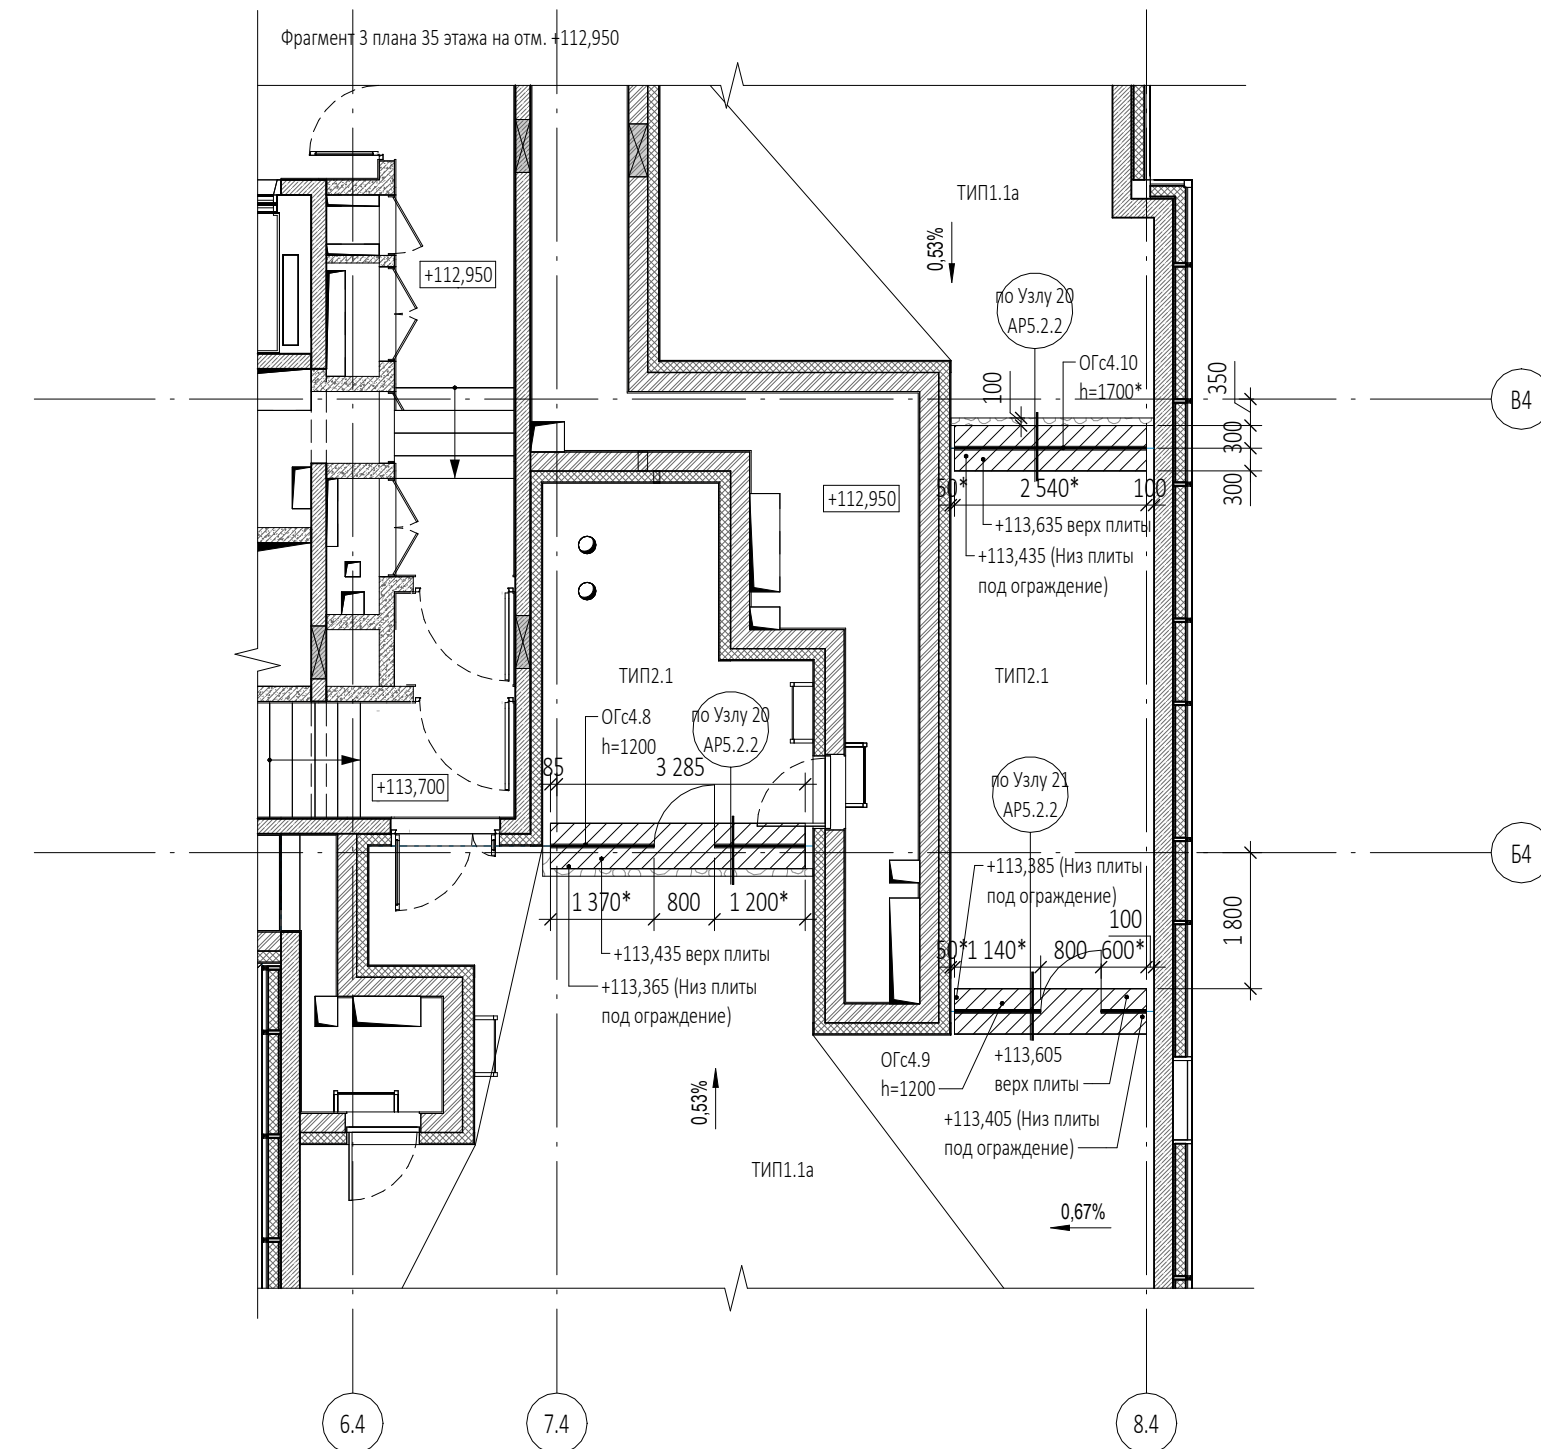 Фрагмент 3 плана 35 этажа на отм. +112,950
ТИП1.1а
0,53%
+112,950
по Узлу 20
АР5.2.2
ОГс4.10
h=1700*
100
350
300
300
В4
50*
2 540*
100
+112,950
+113,635 верх плиты
+113,435 (Низ плиты
под ограждение)
ТИП2.1
ТИП2.1
ОГс4.8
h=1200
по Узлу 20
АР5.2.2
85
3 285
+113,700
по Узлу 21
АР5.2.2
Б4
+113,385 (Низ плиты
под ограждение)
1 370*
800
1 200*
100
1 800
50*
1 140*
800
600*
+113,435 верх плиты
+113,365 (Низ плиты
под ограждение)
ОГс4.9
h=1200
+113,605
верх плиты
+113,405 (Низ плиты
под ограждение)
0,53%
ТИП1.1а
0,67%
6.4
7.4
8.4